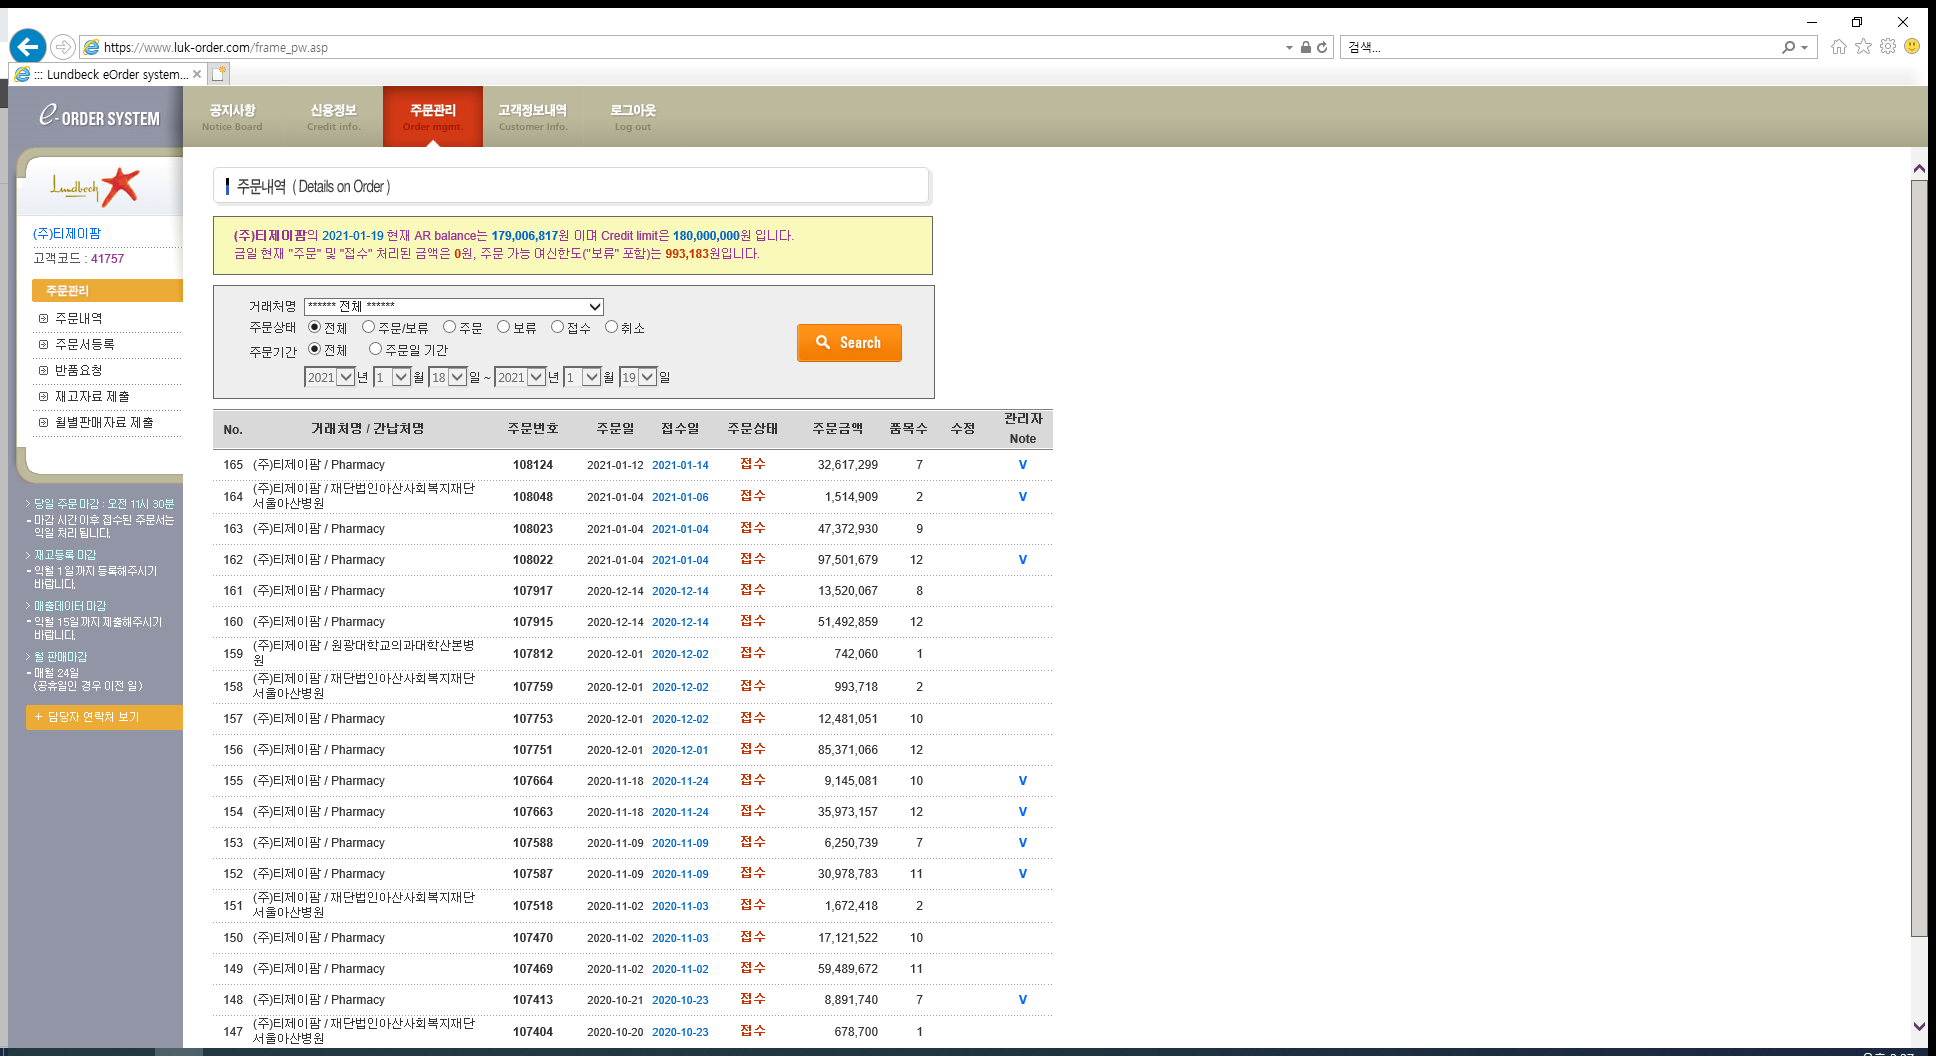 https://www.luk-order.com/frame_pw.asp
검색...
::: Lundbeck eOrder system...
e-ORDER SYSTEM
공지사항 신용정보 주문관리 고객정보내역 로그아웃
Notice Board Credit info. Order mgmt. Customer Info. Log out
Lundbeck
(주)티제이팜
고객코드 : 41757
주문관리
주문내역
주문서등록
반품요청
재고자료 제출
월별판매자료 제출
> 당일 주문 마감 : 오전 11시 30분
- 마감 시간 이후 접수된 주문서는
익일 처리 됩니다.
> 재고등록 마감
- 익월 1일까지 등록해주시기
바랍니다.
> 매출데이터 마감
- 익월 15일까지 제출해주시기
바랍니다.
> 월 판매마감
- 매월 24일
(공휴일인 경우 이전 일)
+ 담당자 연락처 보기
주문내역 ( Details on Order )
(주)티제이팜의 2021-01-19 현재 AR balance는 179,006,817원 이며 Credit limit은 180,000,000원 입니다.
금일 현재 "주문" 및 "접수" 처리된 금액은 0원, 주문 가능 여신한도("보류" 포함)는 993,183원입니다.
거래처명 ****** 전체 ******
주문상태 전체 주문/보류 주문 보류 접수 취소
주문기간 전체 주문일 기간
2021 년 1 월 18 일 ~ 2021 년 1 월 19 일
Search
No. 거래처명 / 간납처명 주문번호 주문일 접수일 주문상태 주문금액 품목수 수정 관리자 Note
165 (주)티제이팜 / Pharmacy 108124 2021-01-12 2021-01-14 접수 32,617,299 7 V
164 (주)티제이팜 / 재단법인아산사회복지재단 서울아산병원 108048 2021-01-04 2021-01-06 접수 1,514,909 2 V
163 (주)티제이팜 / Pharmacy 108023 2021-01-04 2021-01-04 접수 47,372,930 9
162 (주)티제이팜 / Pharmacy 108022 2021-01-04 2021-01-04 접수 97,501,679 12 V
161 (주)티제이팜 / Pharmacy 107917 2020-12-14 2020-12-14 접수 13,520,067 8
160 (주)티제이팜 / Pharmacy 107915 2020-12-14 2020-12-14 접수 51,492,859 12
159 (주)티제이팜 / 원광대학교의과대학산본병원 107812 2020-12-01 2020-12-02 접수 742,060 1
158 (주)티제이팜 / 재단법인아산사회복지재단 서울아산병원 107759 2020-12-01 2020-12-02 접수 993,718 2
157 (주)티제이팜 / Pharmacy 107753 2020-12-01 2020-12-02 접수 12,481,051 10
156 (주)티제이팜 / Pharmacy 107751 2020-12-01 2020-12-01 접수 85,371,066 12
155 (주)티제이팜 / Pharmacy 107664 2020-11-18 2020-11-24 접수 9,145,081 10 V
154 (주)티제이팜 / Pharmacy 107663 2020-11-18 2020-11-24 접수 35,973,157 12 V
153 (주)티제이팜 / Pharmacy 107588 2020-11-09 2020-11-09 접수 6,250,739 7 V
152 (주)티제이팜 / Pharmacy 107587 2020-11-09 2020-11-09 접수 30,978,783 11 V
151 (주)티제이팜 / 재단법인아산사회복지재단 서울아산병원 107518 2020-11-02 2020-11-03 접수 1,672,418 2
150 (주)티제이팜 / Pharmacy 107470 2020-11-02 2020-11-03 접수 17,121,522 10
149 (주)티제이팜 / Pharmacy 107469 2020-11-02 2020-11-02 접수 59,489,672 11
148 (주)티제이팜 / Pharmacy 107413 2020-10-21 2020-10-23 접수 8,891,740 7 V
147 (주)티제이팜 / 재단법인아산사회복지재단 서울아산병원 107404 2020-10-20 2020-10-23 접수 678,700 1